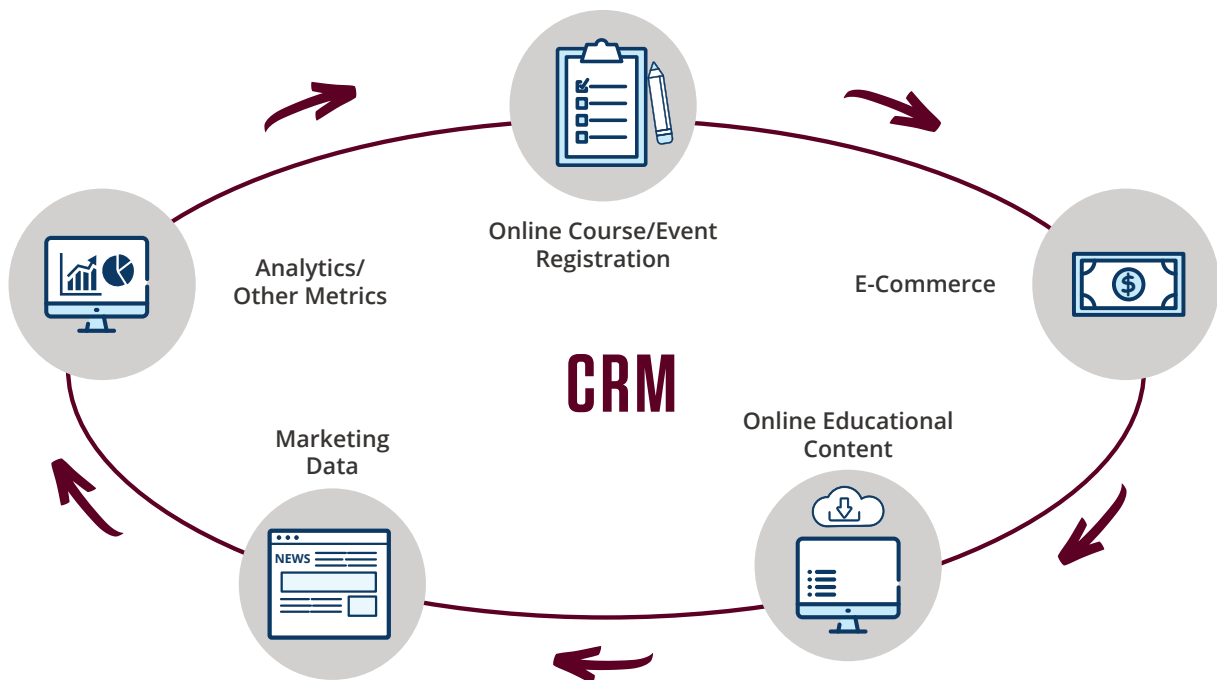 Online Course/Event
Registration
Analytics/
Other Metrics
E-Commerce
$
CRM
Online Educational
Content
Marketing
Data
NEWS